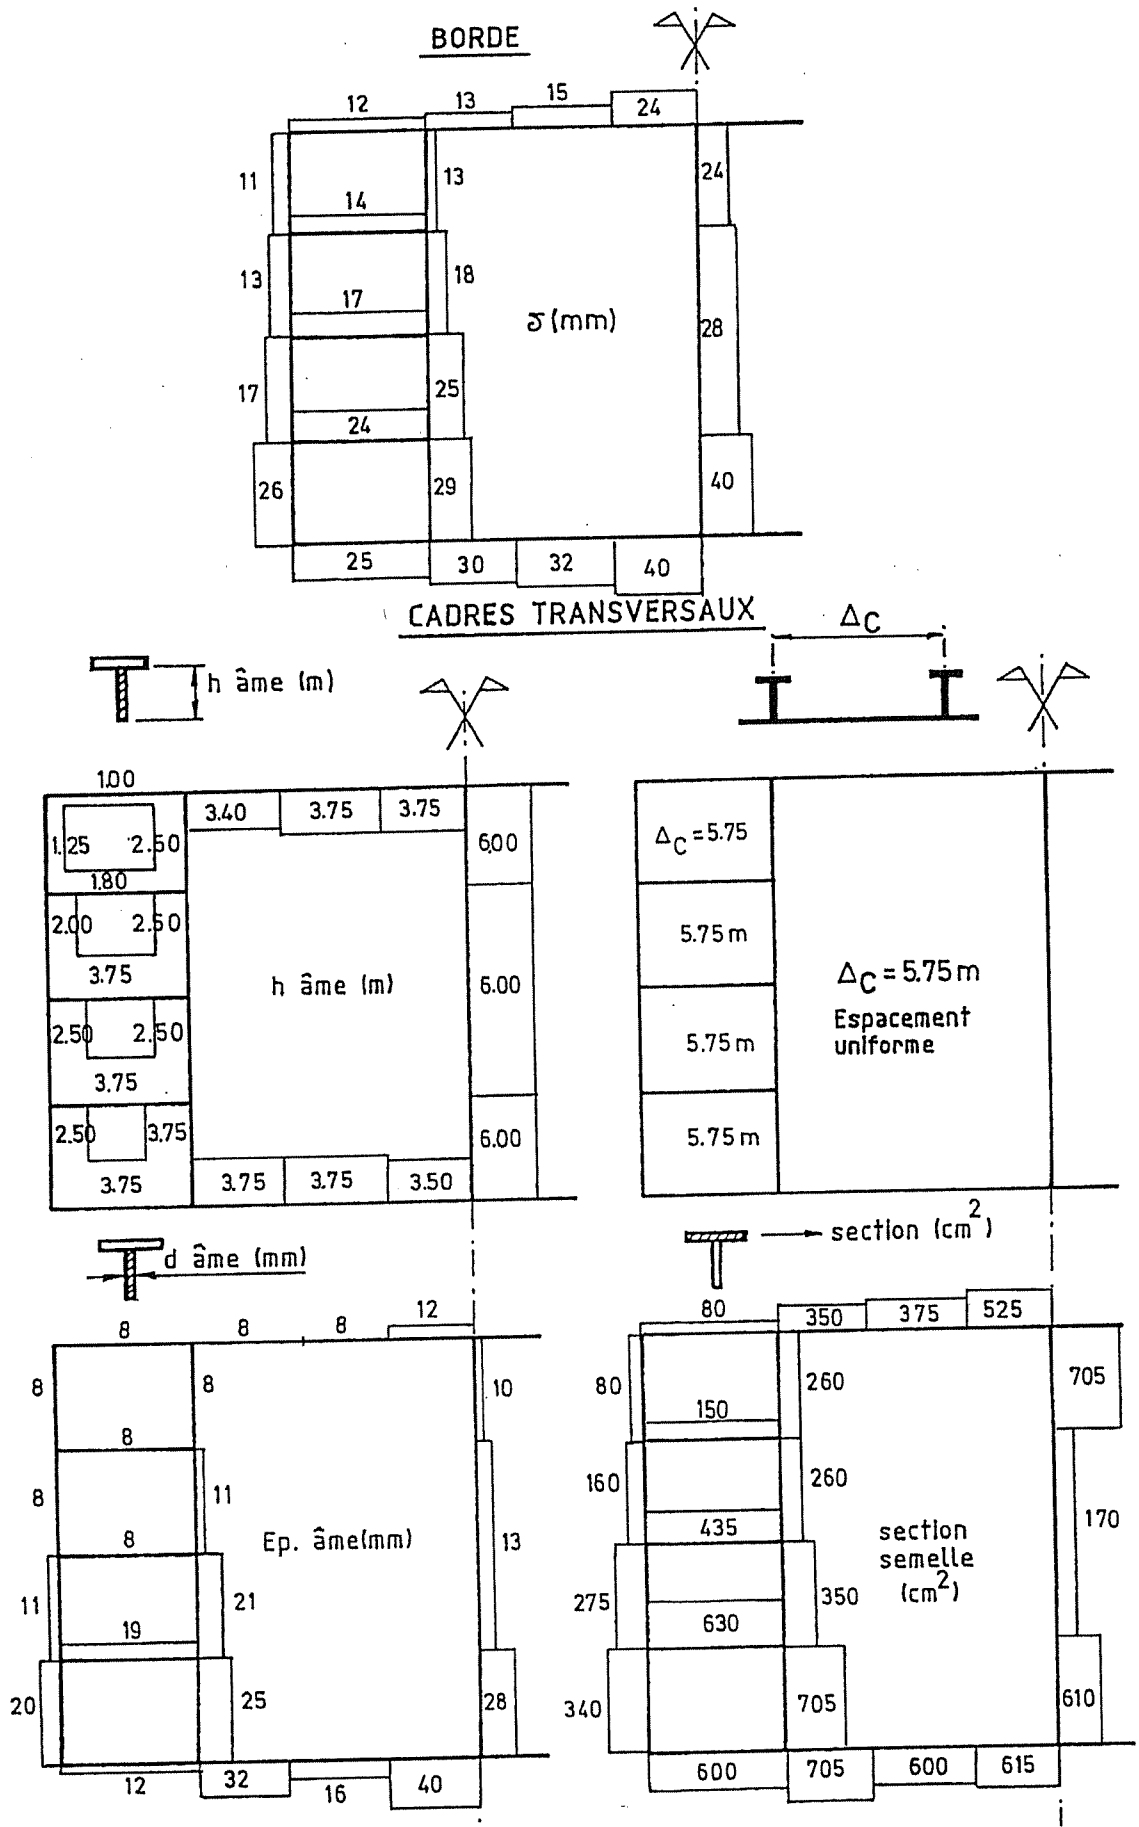 BORDE
12 13 15 24
11 14 13 24
13 17 18 28
δ (mm)
17 24 25
26 29 40
25 30 32 40
CADRES TRANSVERSAUX
Δc
h âme (m)
1.00
3.40 3.75 3.75
1.25 2.50 6.00
1.80
2.00 2.50
3.75
h âme (m) 6.00
2.50 2.50
3.75
2.50 3.75 6.00
3.75 3.75 3.75 3.50
Δc = 5.75
5.75 m
Δc = 5.75 m
Espacement
uniforme
5.75 m
5.75 m
d âme (mm)
8 8 8 12
8 8 10
8
8 11
8
Ep. âme(mm) 13
11 21
19
20 25 28
12 32 16 40
section (cm²)
80 350 375 525
80 260 705
150
160 260
435
170
section
semelle
(cm²)
275 350
630
340 705 610
600 705 600 615